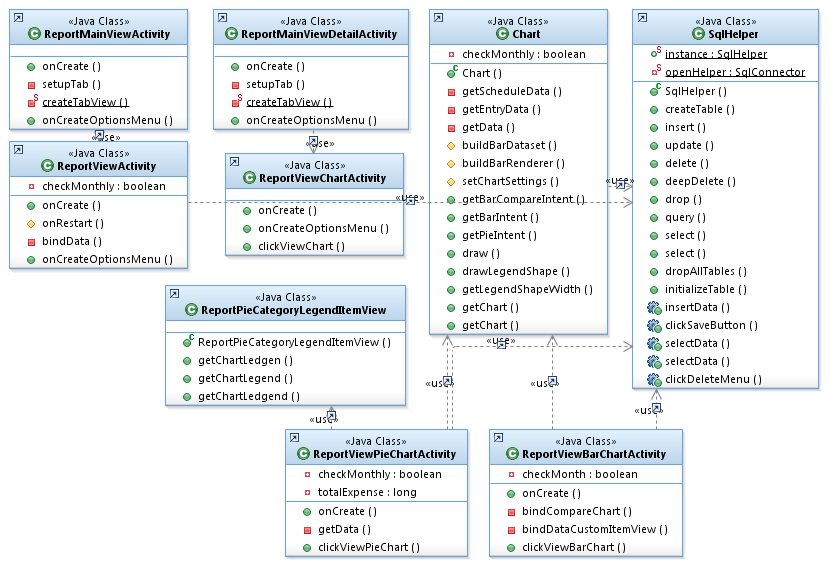 «Java Class»
ReportMainViewActivity
onCreate ( )
setupTab ( )
createTabView ( )
onCreateOptionsMenu ( )
«use»
«Java Class»
ReportViewActivity
checkMonthly : boolean
onCreate ( )
onRestart ( )
bindData ( )
onCreateOptionsMenu ( )
«Java Class»
ReportMainViewDetailActivity
onCreate ( )
setupTab ( )
createTabView ( )
onCreateOptionsMenu ( )
«use»
«Java Class»
ReportViewChartActivity
onCreate ( )
onCreateOptionsMenu ( )
clickViewChart ( )
«use»
«Java Class»
Chart
checkMonthly : boolean
Chart ( )
getScheduleData ( )
getEntryData ( )
getData ( )
buildBarDataset ( )
buildBarRenderer ( )
setChartSettings ( )
getBarCompareIntent ( )
getBarIntent ( )
getPieIntent ( )
draw ( )
drawLegendShape ( )
getLegendShapeWidth ( )
getChart ( )
getChart ( )
«use»
«Java Class»
SqlHelper
instance : SqlHelper
openHelper : SqlConnector
SqlHelper ( )
createTable ( )
insert ( )
update ( )
delete ( )
deepDelete ( )
drop ( )
query ( )
select ( )
select ( )
dropAllTables ( )
initializeTable ( )
insertData ( )
clickSaveButton ( )
selectData ( )
selectData ( )
clickDeleteMenu ( )
«Java Class»
ReportPieCategoryLegendItemView
ReportPieCategoryLegendItemView ( )
getChartLedgen ( )
getChartLegend ( )
getChartLedgend ( )
«use»
«use»
«use»
«use»
«use»
«Java Class»
ReportViewPieChartActivity
checkMonthly : boolean
totalExpense : long
onCreate ( )
getData ( )
clickViewPieChart ( )
«Java Class»
ReportViewBarChartActivity
checkMonth : boolean
onCreate ( )
bindCompareChart ( )
bindDataCustomItemView ( )
clickViewBarChart ( )